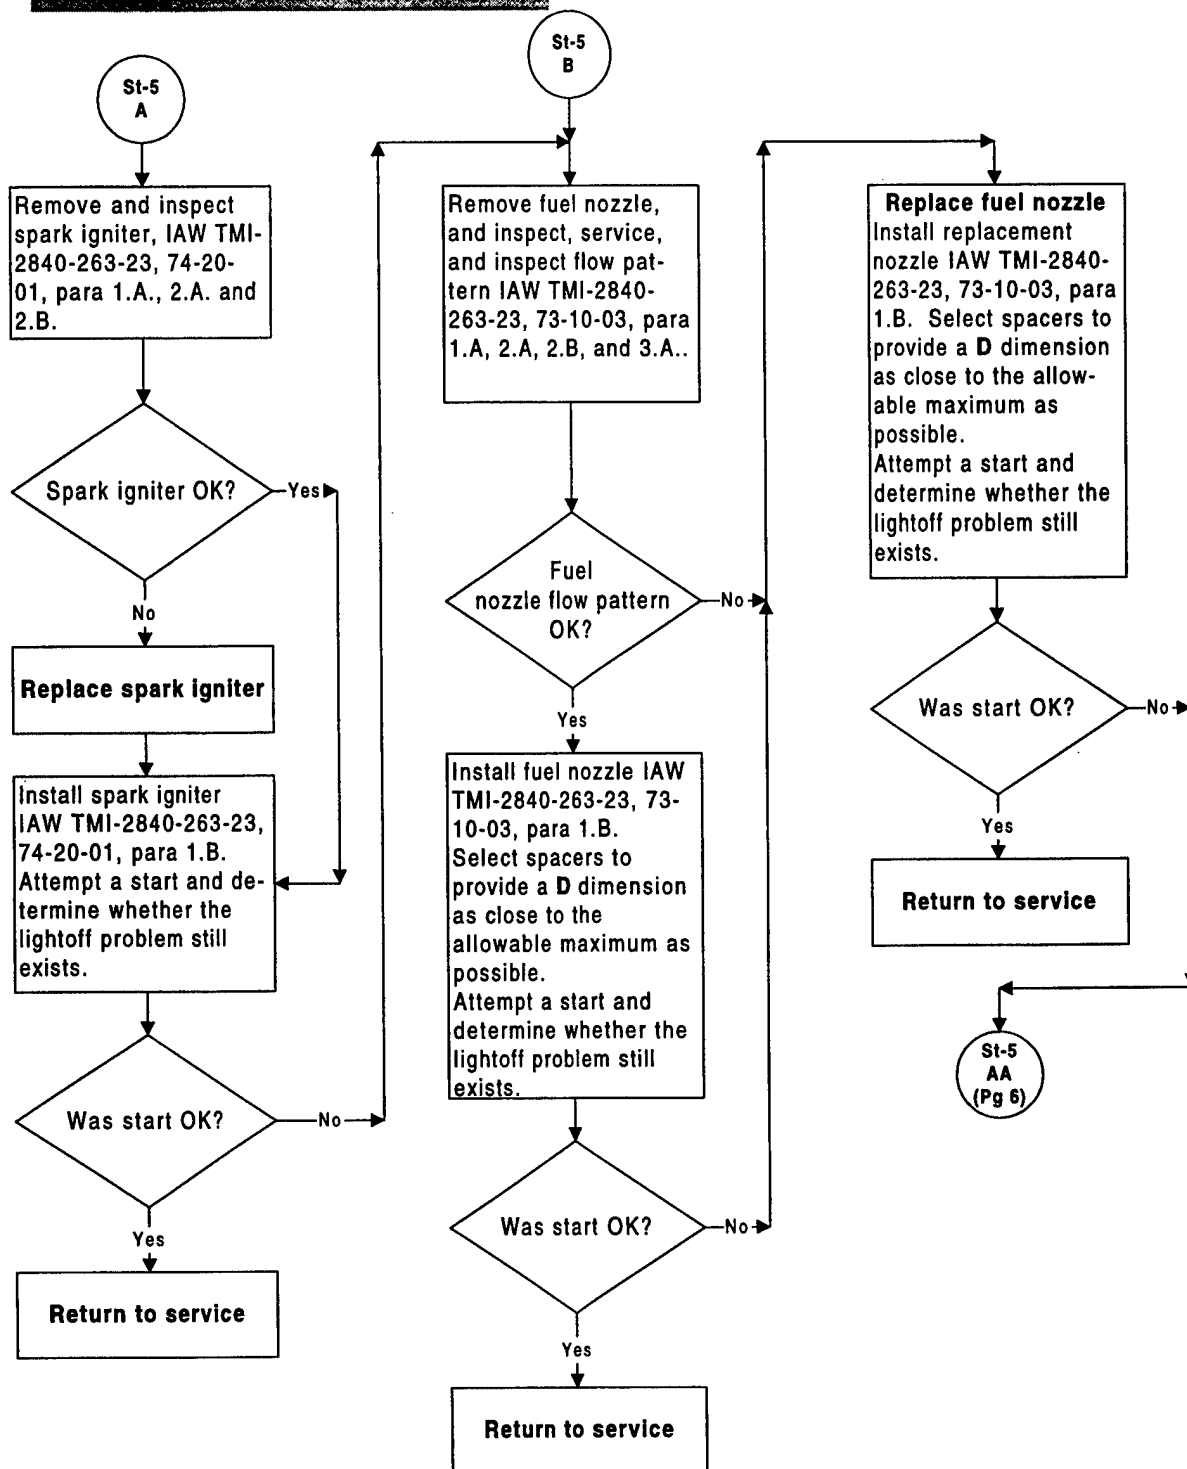 St-5
A
Remove and inspect
spark igniter, IAW TMI-
2840-263-23, 74-20-
01, para 1.A., 2.A. and
2.B.
Spark igniter OK?
Yes
No
Replace spark igniter
Install spark igniter
IAW TMI-2840-263-23,
74-20-01, para 1.B.
Attempt a start and de-
termine whether the
lightoff problem still
exists.
Was start OK?
No
Yes
Return to service
St-5
B
Remove fuel nozzle,
and inspect, service,
and inspect flow pat-
tern IAW TMI-2840-
263-23, 73-10-03, para
1.A, 2.A, 2.B, and 3.A..
Fuel
nozzle flow pattern
OK?
No
Yes
Install fuel nozzle IAW
TMI-2840-263-23, 73-
10-03, para 1.B.
Select spacers to
provide a D dimension
as close to the
allowable maximum as
possible.
Attempt a start and
determine whether the
lightoff problem still
exists.
Was start OK?
No
Yes
Return to service
Replace fuel nozzle
Install replacement
nozzle IAW TMI-2840-
263-23, 73-10-03, para
1.B. Select spacers to
provide a D dimension
as close to the allow-
able maximum as
possible.
Attempt a start and
determine whether the
lightoff problem still
exists.
Was start OK?
No
Yes
Return to service
St-5
AA
(Pg 6)